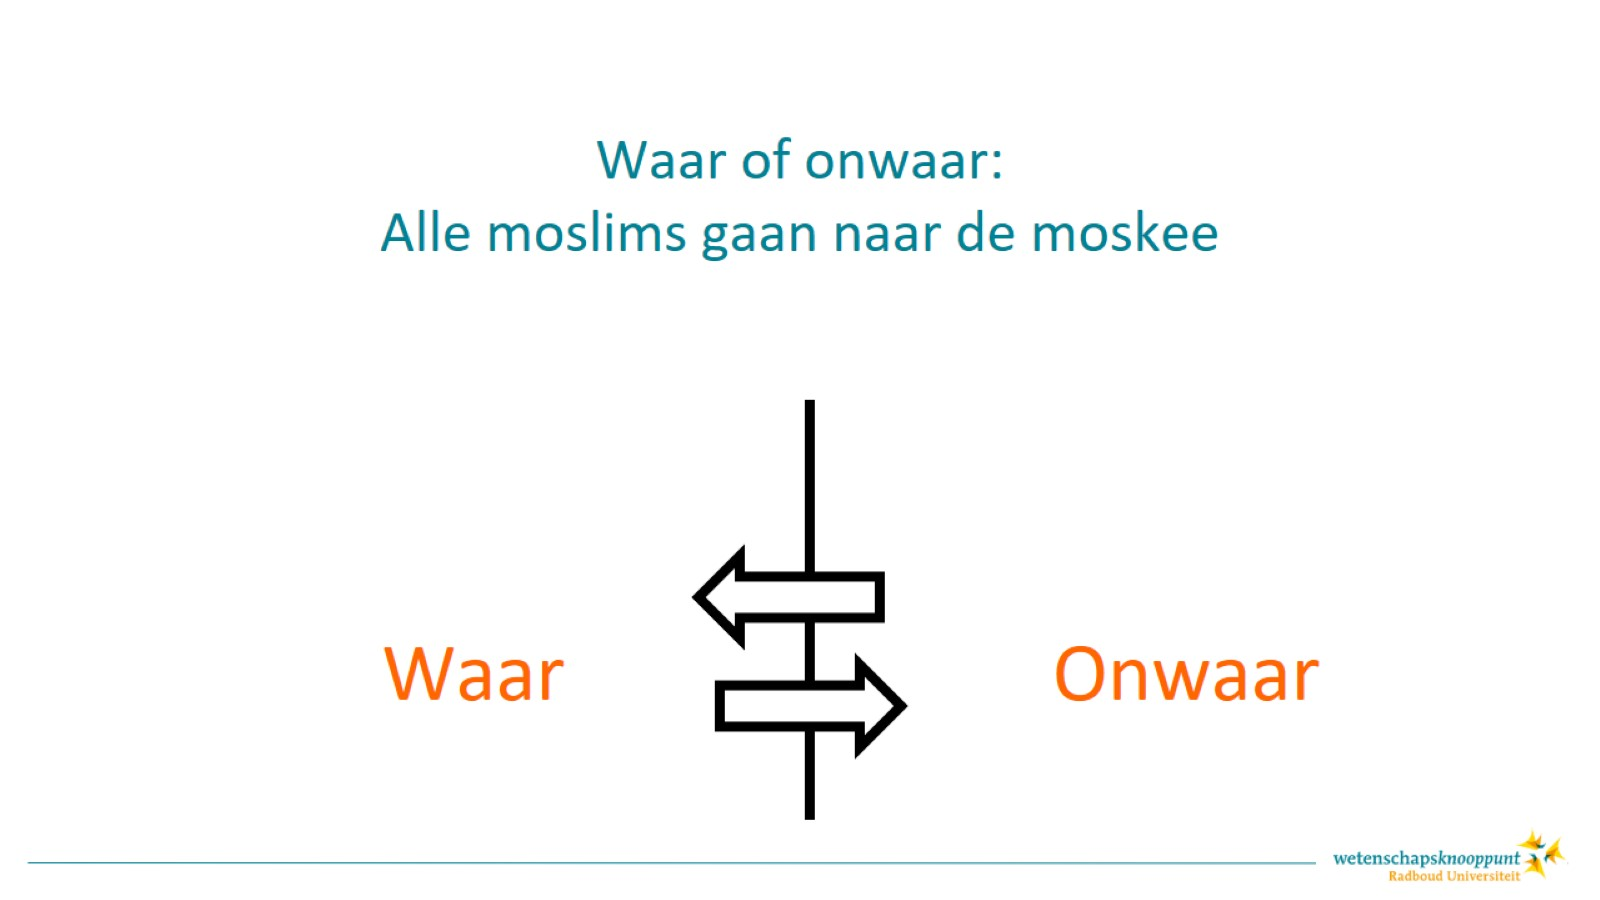 Waar of onwaar:
Alle moslims gaan naar de moskee
Waar
Onwaar
wetenschapsknooppunt
Radboud Universiteit